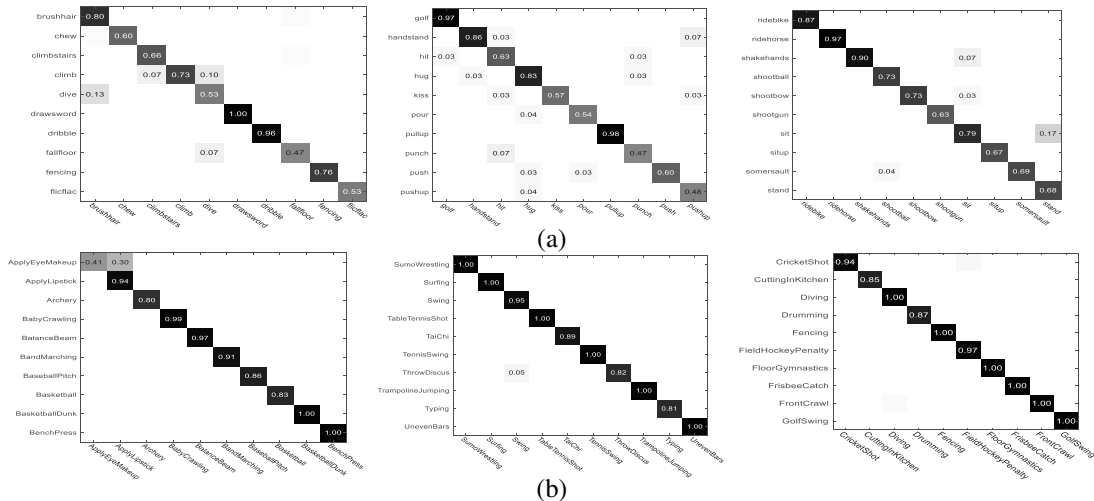 brushhair 0.80
chew 0.60
climbstairs 0.66
climb 0.07 0.73 0.10
dive 0.13 0.53
drawsword 1.00
dribble 0.96
fallfloor 0.07 0.47
fencing 0.76
flicflac 0.53
brushhair chew climbstairs climb dive drawsword dribble fallfloor fencing flicflac
golf 0.97
handstand 0.86 0.03 0.07
hit 0.03 0.63 0.03
hug 0.03 0.83 0.03
kiss 0.03 0.57 0.03
pour 0.04 0.54
pullup 0.98
punch 0.07 0.47
push 0.03 0.03 0.60
pushup 0.04 0.48
golf handstand hit hug kiss pour pullup punch push pushup
ridebike 0.87
ridehorse 0.97
shakehands 0.90 0.07
shootball 0.73
shootbow 0.73 0.03
shootgun 0.63
sit 0.79 0.17
situp 0.67
somersault 0.04 0.69
stand 0.68
ridebike ridehorse shakehands shootball shootbow shootgun sit situp somersault stand
(a)
ApplyEyeMakeup 0.41 0.30
ApplyLipstick 0.94
Archery 0.80
BabyCrawling 0.99
BalanceBeam 0.97
BandMarching 0.91
BaseballPitch 0.86
Basketball 0.83
BasketballDunk 1.00
BenchPress 1.00
ApplyEyeMakeup ApplyLipstick Archery BabyCrawling BalanceBeam BandMarching BaseballPitch Basketball BasketballDunk BenchPress
SumoWrestling 1.00
Surfing 1.00
Swing 0.95
TableTennisShot 1.00
TaiChi 0.89
TennisSwing 1.00
ThrowDiscus 0.05 0.82
TrampolineJumping 1.00
Typing 0.81
UnevenBars 1.00
SumoWrestling Surfing Swing TableTennisShot TaiChi TennisSwing ThrowDiscus TrampolineJumping Typing UnevenBars
CricketShot 0.94
CuttingInKitchen 0.85
Diving 1.00
Drumming 0.87
Fencing 1.00
FieldHockeyPenalty 0.97
FloorGymnastics 1.00
FrisbeeCatch 1.00
FrontCrawl 1.00
GolfSwing 1.00
CricketShot CuttingInKitchen Diving Drumming Fencing FieldHockeyPenalty FloorGymnastics FrisbeeCatch FrontCrawl GolfSwing
(b)